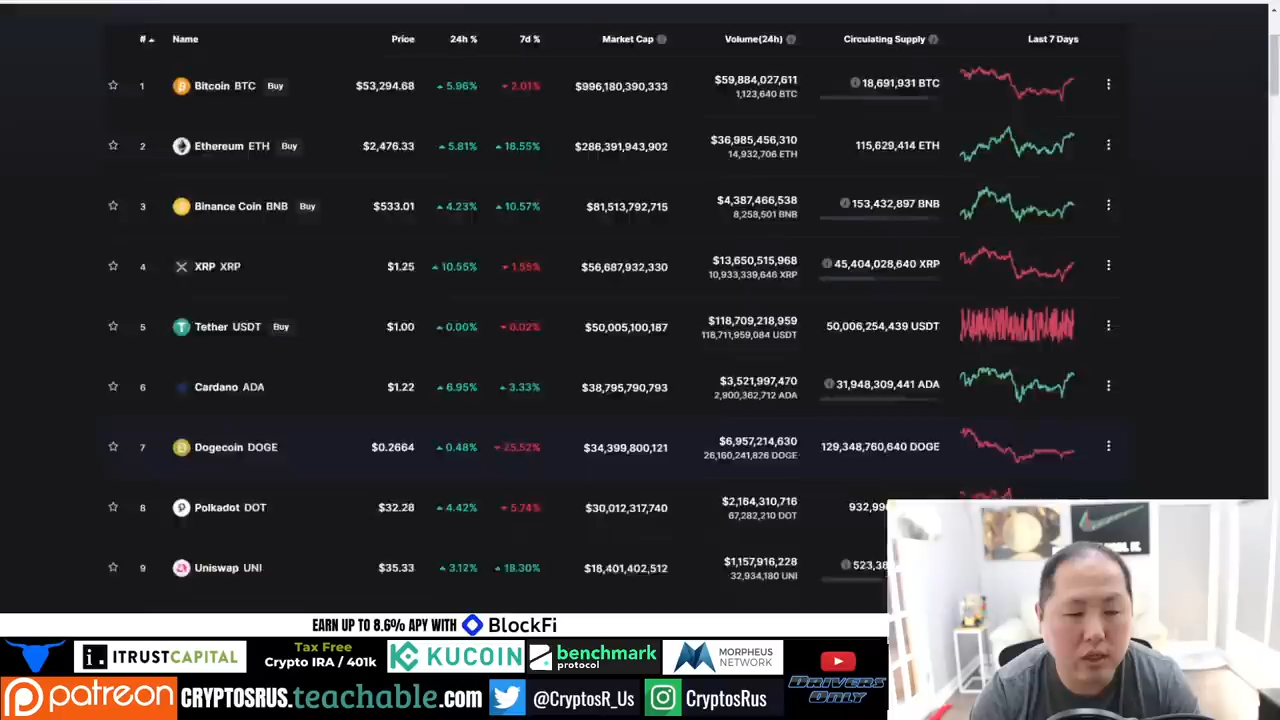 # Name Price 24h % 7d % Market Cap Volume(24h) Circulating Supply Last 7 Days
1 Bitcoin BTC Buy $53,294.68 5.96% 2.01% $996,180,390,333 $59,884,027,611 18,691,931 BTC
1,123,640 BTC
2 Ethereum ETH Buy $2,476.33 5.81% 18.55% $286,391,943,902 $36,985,456,310 115,629,414 ETH
14,932,706 ETH
3 Binance Coin BNB Buy $533.01 4.23% 10.57% $81,513,792,715 $4,387,466,538 153,432,897 BNB
8,258,501 BNB
4 XRP XRP $1.25 10.55% 1.55% $56,687,932,330 $13,650,515,968 45,404,028,640 XRP
10,933,339,646 XRP
5 Tether USDT Buy $1.00 0.00% 0.02% $50,005,100,187 $118,709,218,959 50,006,254,439 USDT
118,711,959,084 USDT
6 Cardano ADA $1.22 6.95% 3.33% $38,795,790,793 $3,521,997,470 31,948,309,441 ADA
2,900,362,712 ADA
7 Dogecoin DOGE $0.2664 0.48% 25.52% $34,399,800,121 $6,957,214,630 129,348,760,640 DOGE
26,160,241,826 DOGE
8 Polkadot DOT $32.28 4.42% 5.74% $30,012,317,740 $2,164,310,716 932,99
67,282,210 DOT
9 Uniswap UNI $35.33 3.12% 18.30% $18,401,402,512 $1,157,916,228 523,38
32,934,180 UNI
EARN UP TO 8.6% APY WITH BlockFi
i. ITRUSTCAPITAL Tax Free KUCOIN benchmark MORPHEUS
Crypto IRA / 401k protocol NETWORK
patreon CRYPTOSRUS.teachable.com @CryptosR_Us CryptosRus DRIVERS
ONLY